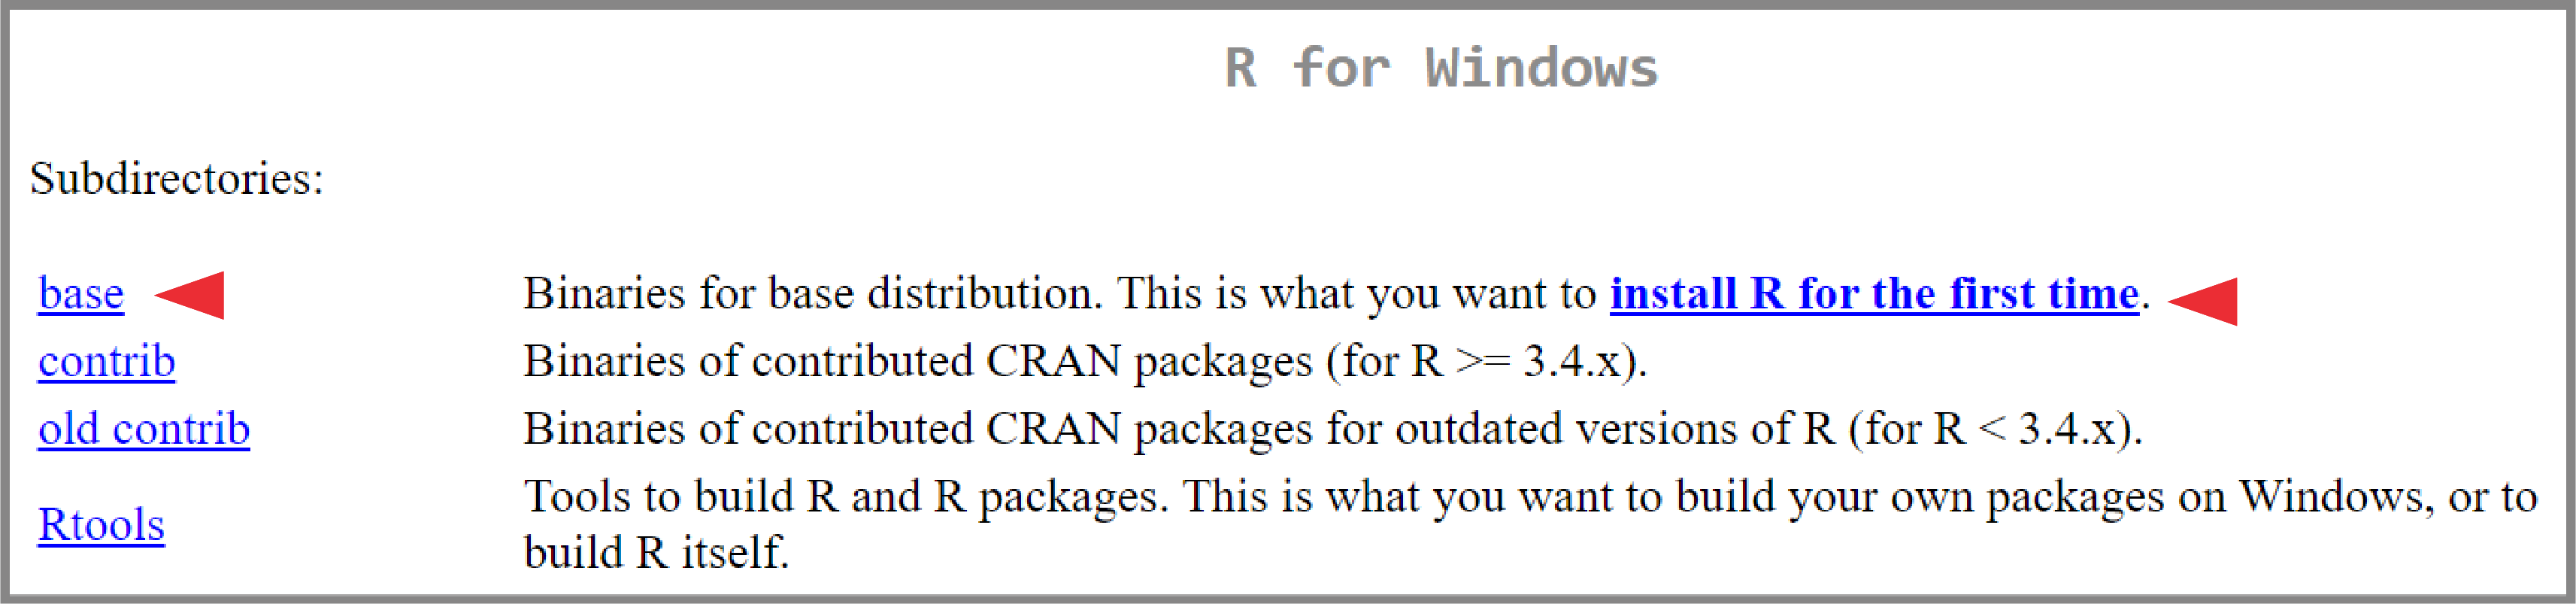 R for Windows
Subdirectories:
base Binaries for base distribution. This is what you want to install R for the first time.
contrib Binaries of contributed CRAN packages (for R >= 3.4.x).
old contrib Binaries of contributed CRAN packages for outdated versions of R (for R < 3.4.x).
Rtools Tools to build R and R packages. This is what you want to build your own packages on Windows, or to
build R itself.